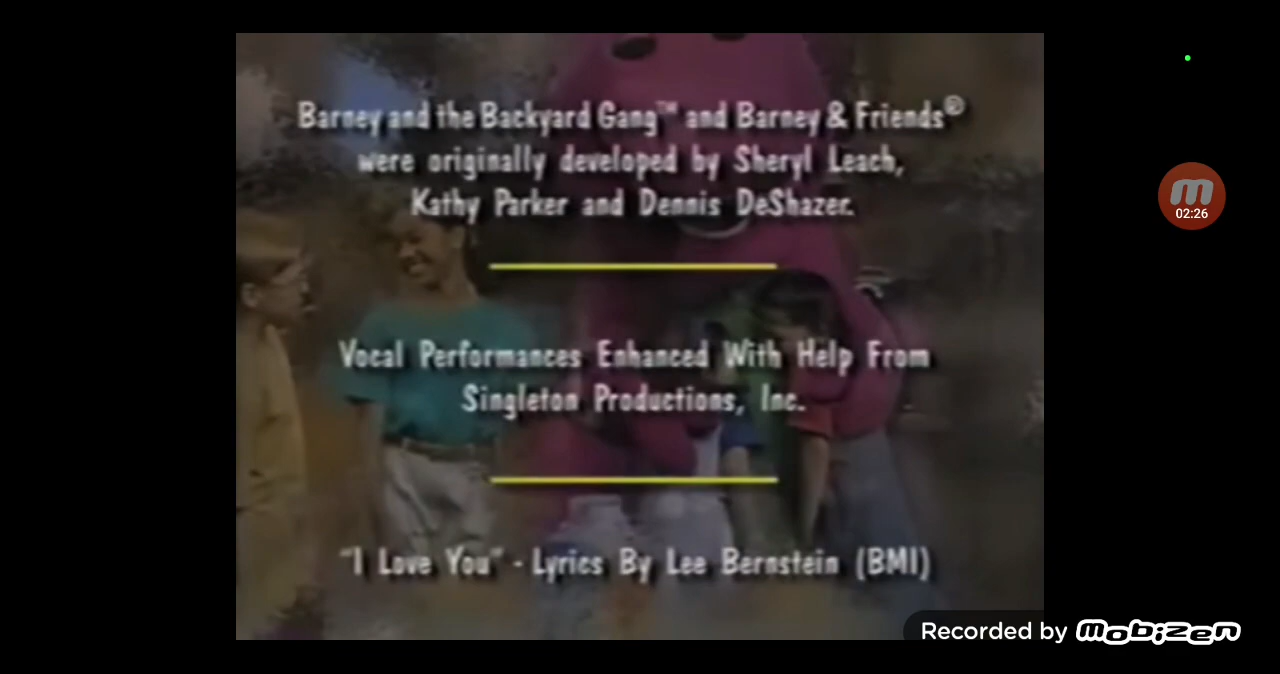 Barney and the Backyard Gang™ and Barney & Friends®
were originally developed by Sheryl Leach,
Kathy Parker and Dennis DeShazer.
Vocal Performances Enhanced With Help From
Singleton Productions, Inc.
"I Love You" - Lyrics By Lee Bernstein (BMI)
02:26
Recorded by mobizen